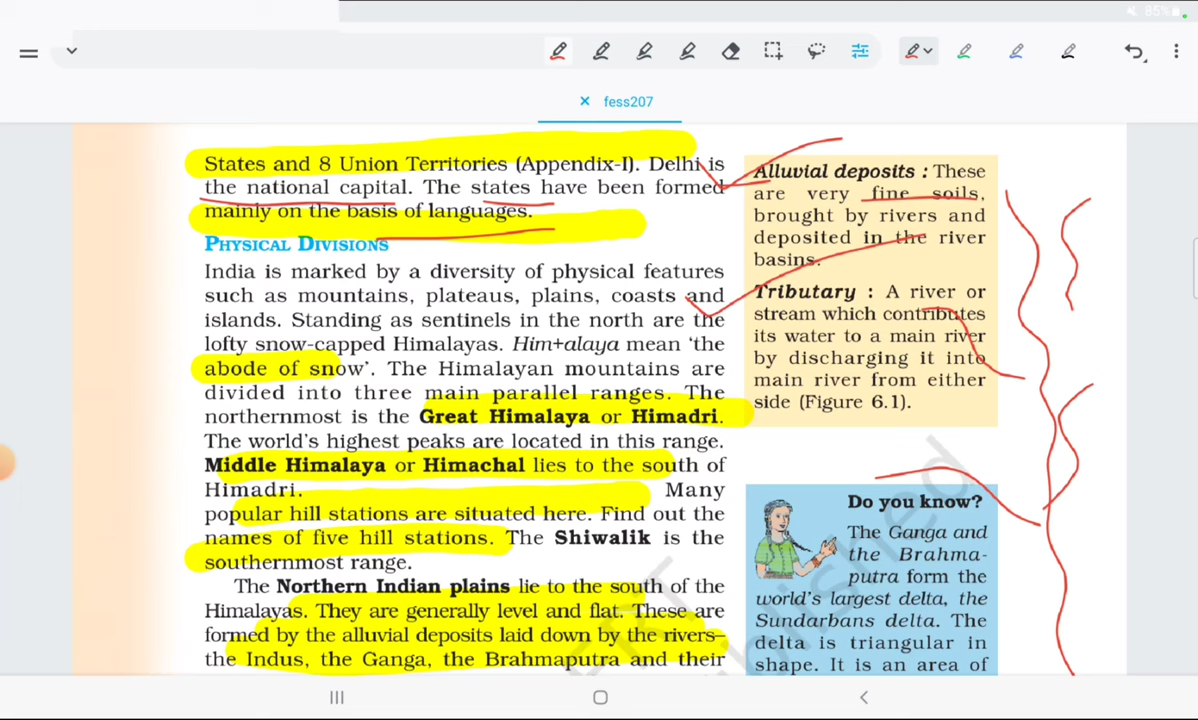 85%
fess207
States and 8 Union Territories (Appendix-I). Delhi is
the national capital. The states have been formed
mainly on the basis of languages.
PHYSICAL DIVISIONS
India is marked by a diversity of physical features
such as mountains, plateaus, plains, coasts and
islands. Standing as sentinels in the north are the
lofty snow-capped Himalayas. Him+alaya mean ‘the
abode of snow’. The Himalayan mountains are
divided into three main parallel ranges. The
northernmost is the Great Himalaya or Himadri.
The world’s highest peaks are located in this range.
Middle Himalaya or Himachal lies to the south of
Himadri. Many
popular hill stations are situated here. Find out the
names of five hill stations. The Shiwalik is the
southernmost range.
The Northern Indian plains lie to the south of the
Himalayas. They are generally level and flat. These are
formed by the alluvial deposits laid down by the rivers–
the Indus, the Ganga, the Brahmaputra and their
Alluvial deposits : These
are very fine soils,
brought by rivers and
deposited in the river
basins.
Tributary : A river or
stream which contributes
its water to a main river
by discharging it into
main river from either
side (Figure 6.1).
Do you know?
The Ganga and
the Brahma-
putra form the
world’s largest delta, the
Sundarbans delta. The
delta is triangular in
shape. It is an area of